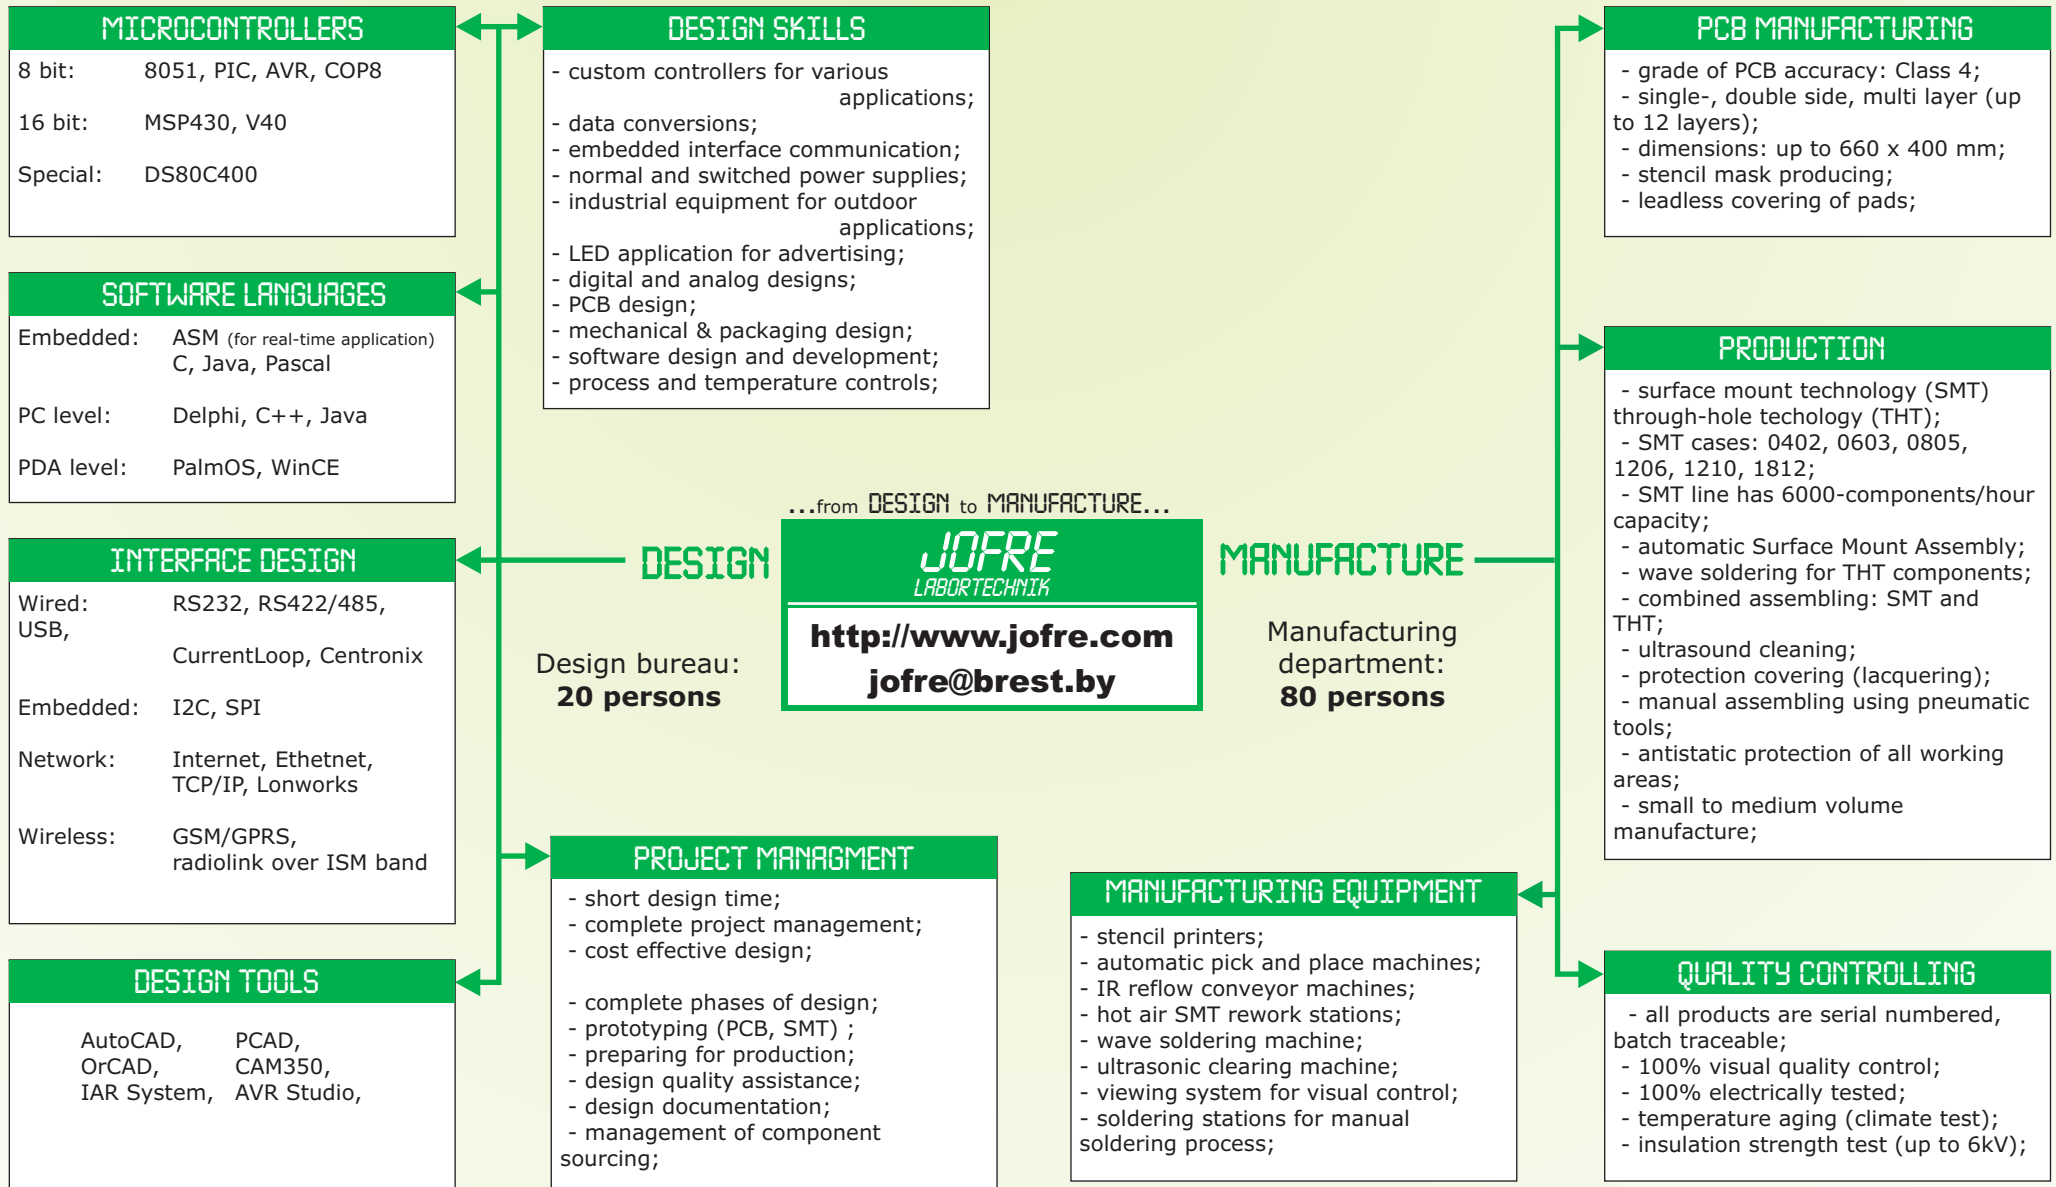 MICROCONTROLLERS
8 bit: 8051, PIC, AVR, COP8
16 bit: MSP430, V40
Special: DS80C400
SOFTWARE LANGUAGES
Embedded: ASM (for real-time application)
C, Java, Pascal
PC level: Delphi, C++, Java
PDA level: PalmOS, WinCE
INTERFACE DESIGN
Wired: RS232, RS422/485,
USB,
CurrentLoop, Centronix
Embedded: I2C, SPI
Network: Internet, Ethetnet,
TCP/IP, Lonworks
Wireless: GSM/GPRS,
radiolink over ISM band
DESIGN TOOLS
AutoCAD, PCAD,
OrCAD, CAM350,
IAR System, AVR Studio,
DESIGN SKILLS
- custom controllers for various
applications;
- data conversions;
- embedded interface communication;
- normal and switched power supplies;
- industrial equipment for outdoor
applications;
- LED application for advertising;
- digital and analog designs;
- PCB design;
- mechanical & packaging design;
- software design and development;
- process and temperature controls;
...from DESIGN to MANUFACTURE...
DESIGN
JOFRE
LABORTECHNIK
http://www.jofre.com
jofre@brest.by
MANUFACTURE
Design bureau:
20 persons
Manufacturing
department:
80 persons
PROJECT MANAGMENT
- short design time;
- complete project management;
- cost effective design;
- complete phases of design;
- prototyping (PCB, SMT) ;
- preparing for production;
- design quality assistance;
- design documentation;
- management of component
sourcing;
MANUFACTURING EQUIPMENT
- stencil printers;
- automatic pick and place machines;
- IR reflow conveyor machines;
- hot air SMT rework stations;
- wave soldering machine;
- ultrasonic clearing machine;
- viewing system for visual control;
- soldering stations for manual
soldering process;
PCB MANUFACTURING
- grade of PCB accuracy: Class 4;
- single-, double side, multi layer (up
to 12 layers);
- dimensions: up to 660 x 400 mm;
- stencil mask producing;
- leadless covering of pads;
PRODUCTION
- surface mount technology (SMT)
through-hole techology (THT);
- SMT cases: 0402, 0603, 0805,
1206, 1210, 1812;
- SMT line has 6000-components/hour
capacity;
- automatic Surface Mount Assembly;
- wave soldering for THT components;
- combined assembling: SMT and
THT;
- ultrasound cleaning;
- protection covering (lacquering);
- manual assembling using pneumatic
tools;
- antistatic protection of all working
areas;
- small to medium volume
manufacture;
QUALITY CONTROLLING
- all products are serial numbered,
batch traceable;
- 100% visual quality control;
- 100% electrically tested;
- temperature aging (climate test);
- insulation strength test (up to 6kV);